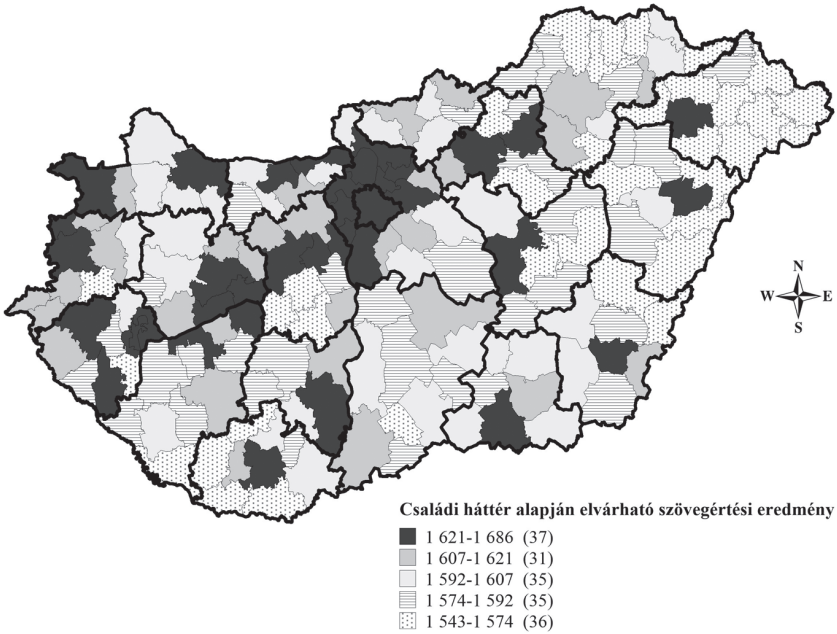 N
W E
S
Családi háttér alapján elvárható szövegértési eredmény
1 621-1 686 (37)
1 607-1 621 (31)
1 592-1 607 (35)
1 574-1 592 (35)
1 543-1 574 (36)